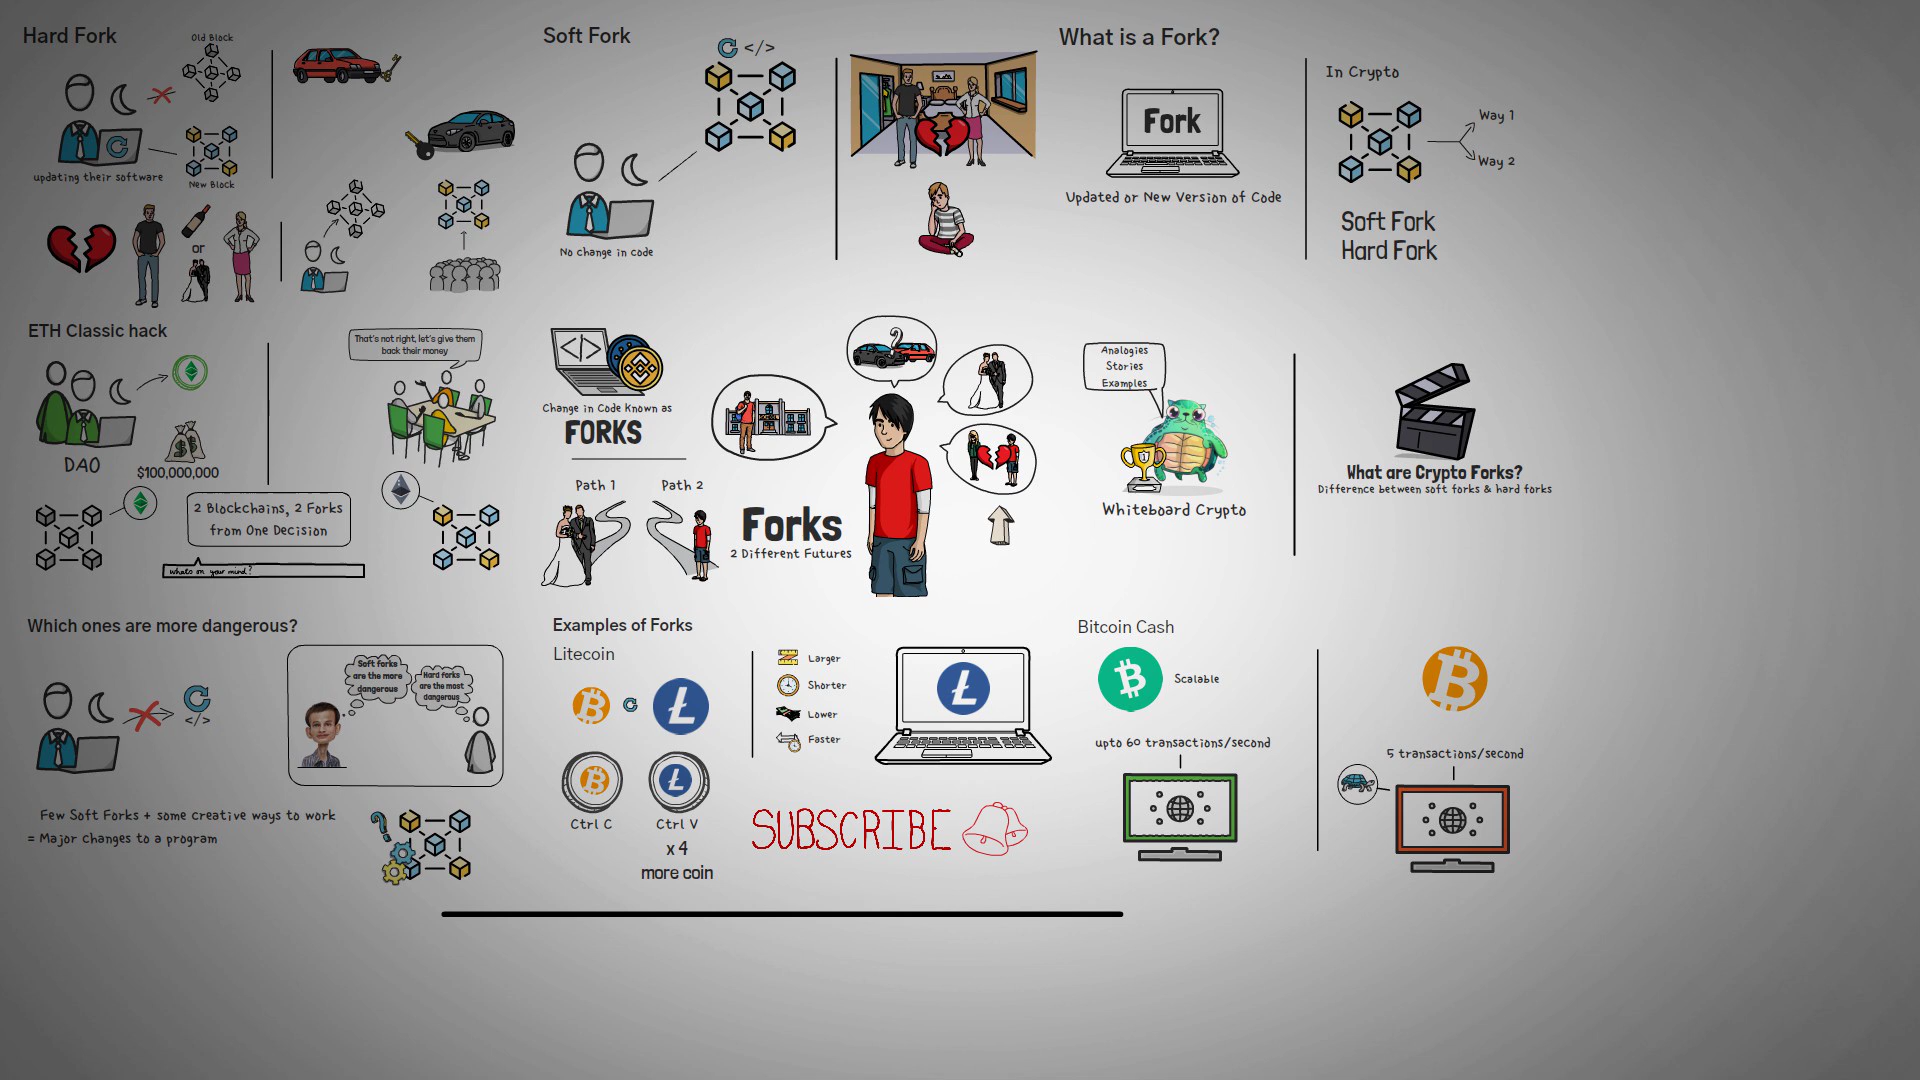 Hard Fork
Old Block
updating their software
New Block
or
Soft Fork
</>
No change in code
What is a Fork?
Fork
Updated or New Version of Code
In Crypto
Way 1
Way 2
Soft Fork
Hard Fork
ETH Classic hack
That's not right, let's give them
back their money
DAO
$100,000,000
2 Blockchains, 2 Forks
from One Decision
whats on your mind?
</>
Change in Code Known as
FORKS
Path 1
Path 2
Forks
2 Different Futures
?
Analogies
Stories
Examples
1
Whiteboard Crypto
What are Crypto Forks?
Difference between soft forks & hard forks
Which ones are more dangerous?
</>
Soft forks
are the more
dangerous
Hard forks
are the most
dangerous
Few Soft Forks + some creative ways to work
= Major changes to a program
?
Examples of Forks
Litecoin
Ctrl C
Ctrl V
x 4
more coin
Larger
Shorter
Lower
Faster
SUBSCRIBE
Bitcoin Cash
Scalable
upto 60 transactions/second
5 transactions/second